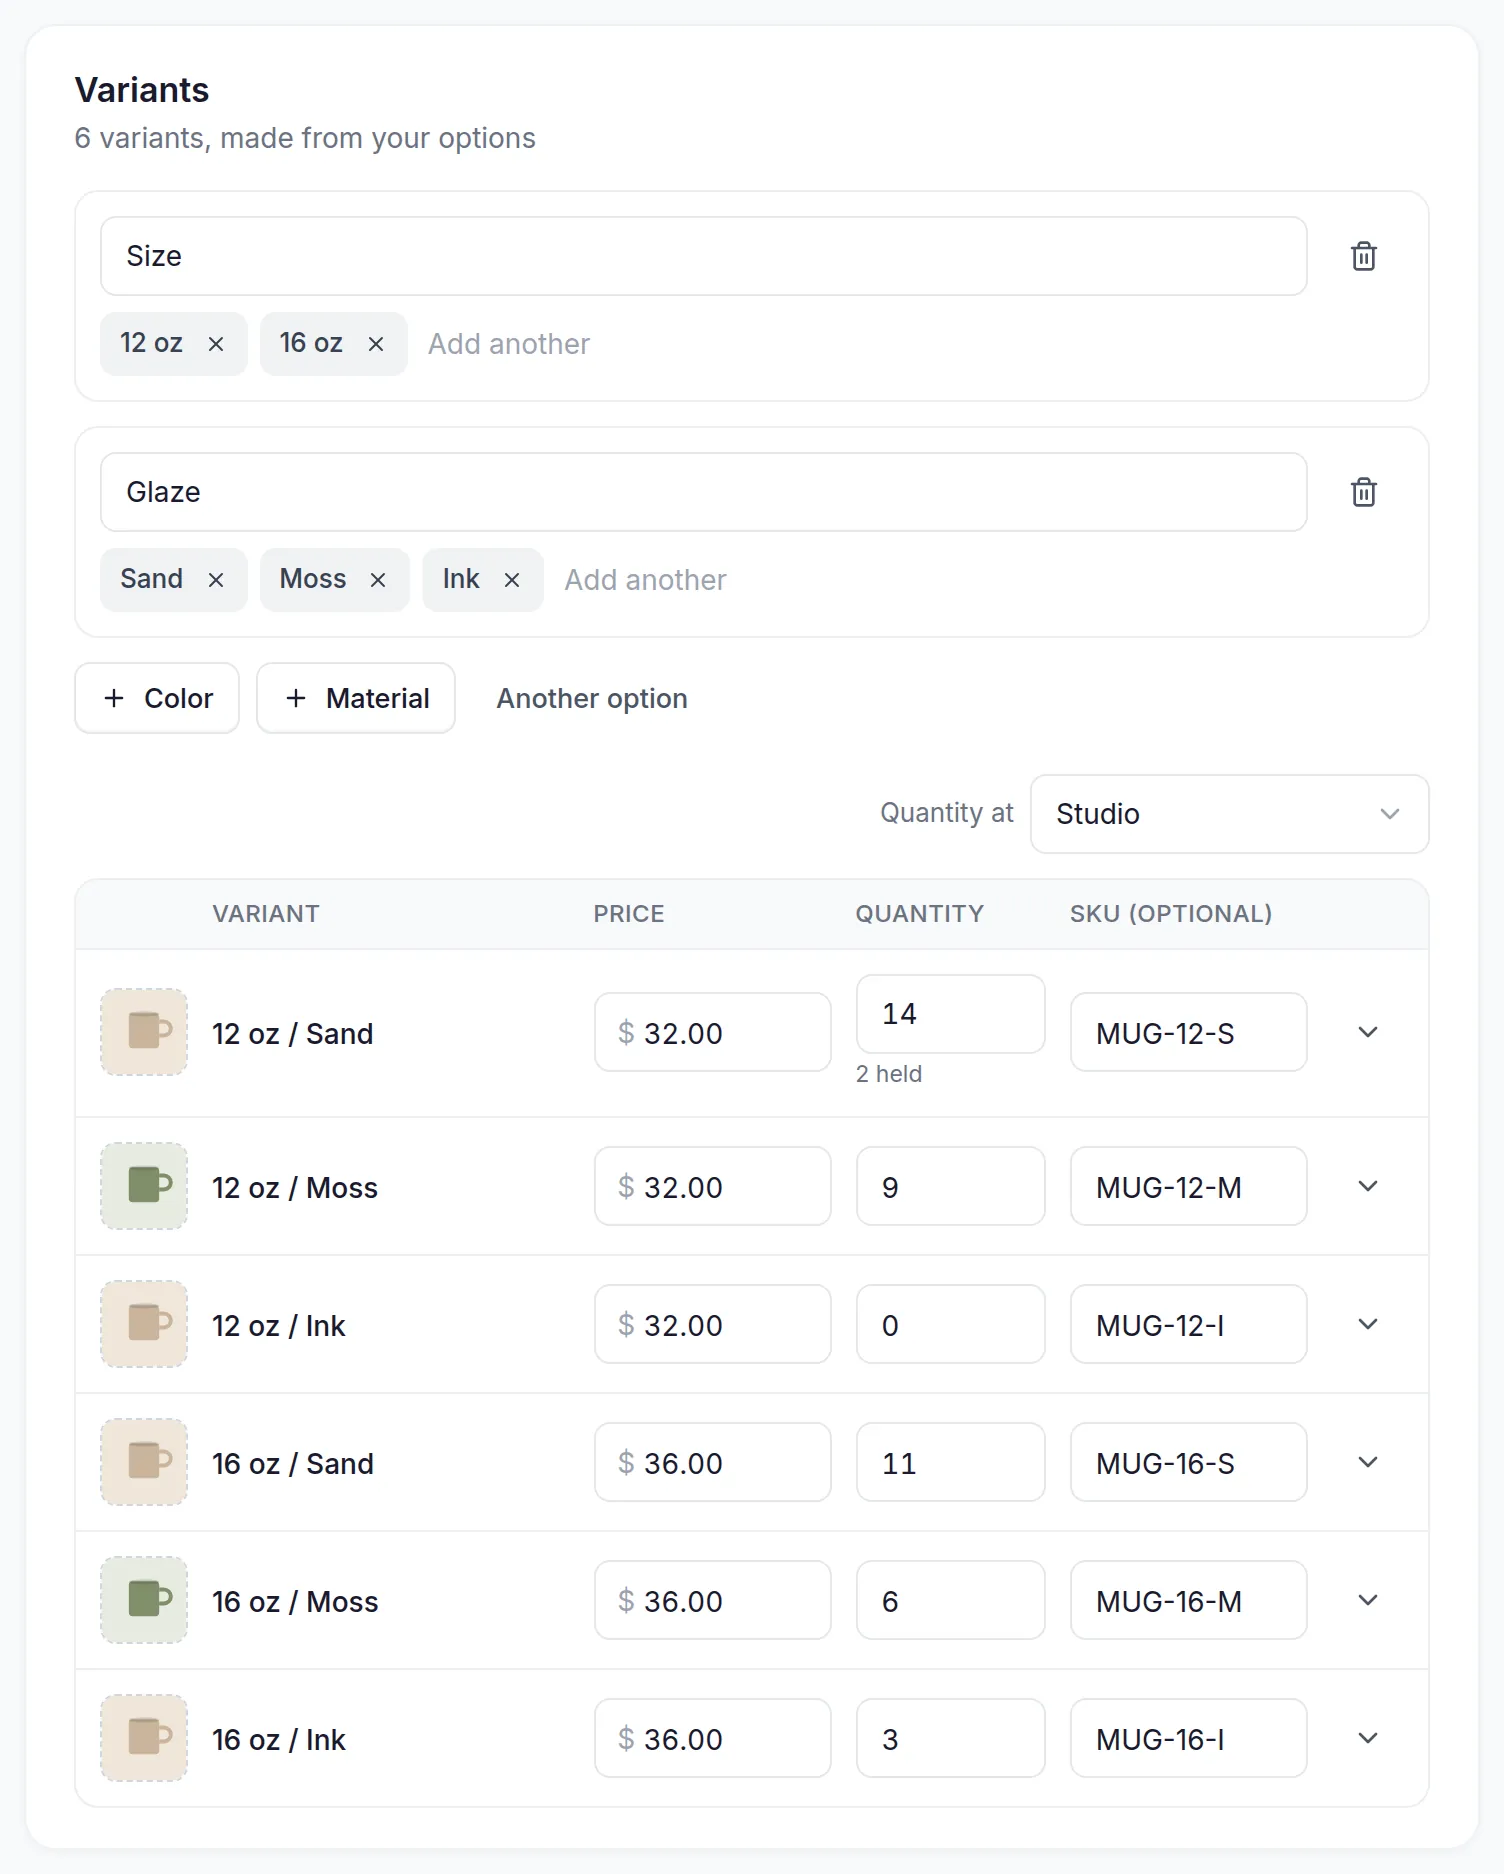 Variants
6 variants, made from your options
Size
12 oz 16 oz Add another
Glaze
Sand Moss Ink Add another
Color Material Another option
Quantity at Studio
VARIANT PRICE QUANTITY SKU (OPTIONAL)
12 oz / Sand $ 32.00 14 MUG-12-S
2 held
12 oz / Moss $ 32.00 9 MUG-12-M
12 oz / Ink $ 32.00 0 MUG-12-I
16 oz / Sand $ 36.00 11 MUG-16-S
16 oz / Moss $ 36.00 6 MUG-16-M
16 oz / Ink $ 36.00 3 MUG-16-I